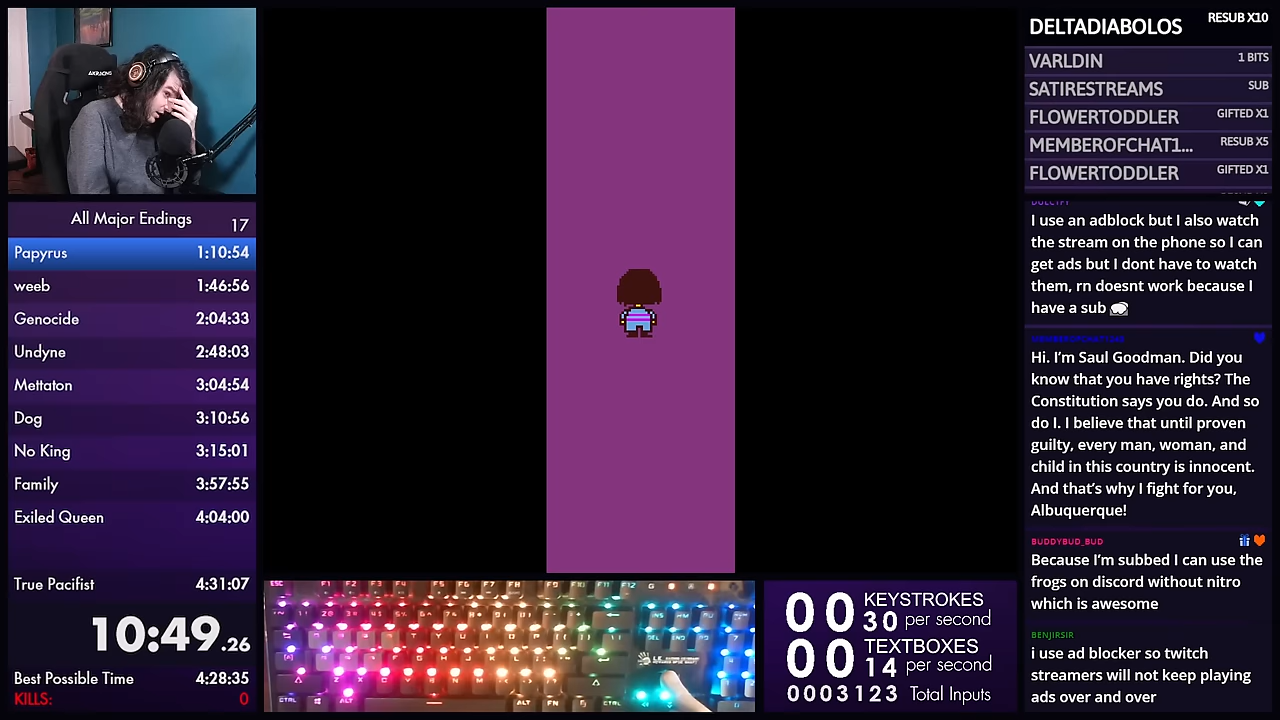 All Major Endings
17
Papyrus 1:10:54
weeb 1:46:56
Genocide 2:04:33
Undyne 2:48:03
Mettaton 3:04:54
Dog 3:10:56
No King 3:15:01
Family 3:57:55
Exiled Queen 4:04:00
True Pacifist 4:31:07
10:49.26
Best Possible Time 4:28:35
KILLS: 0
00 KEYSTROKES
30 per second
00 TEXTBOXES
14 per second
0003123 Total Inputs
DELTADIABOLOS RESUB X10
VARLDIN 1 BITS
SATIRESTREAMS SUB
FLOWERTODDLER GIFTED X1
MEMBEROFCHAT1... RESUB X5
FLOWERTODDLER GIFTED X1
I use an adblock but I also watch
the stream on the phone so I can
get ads but I dont have to watch
them, rn doesnt work because I
have a sub
Hi. I'm Saul Goodman. Did you
know that you have rights? The
Constitution says you do. And so
do I. I believe that until proven
guilty, every man, woman, and
child in this country is innocent.
And that's why I fight for you,
Albuquerque!
BUDDYBUD_BUD
Because I'm subbed I can use the
frogs on discord without nitro
which is awesome
BENJIRSIR
i use ad blocker so twitch
streamers will not keep playing
ads over and over